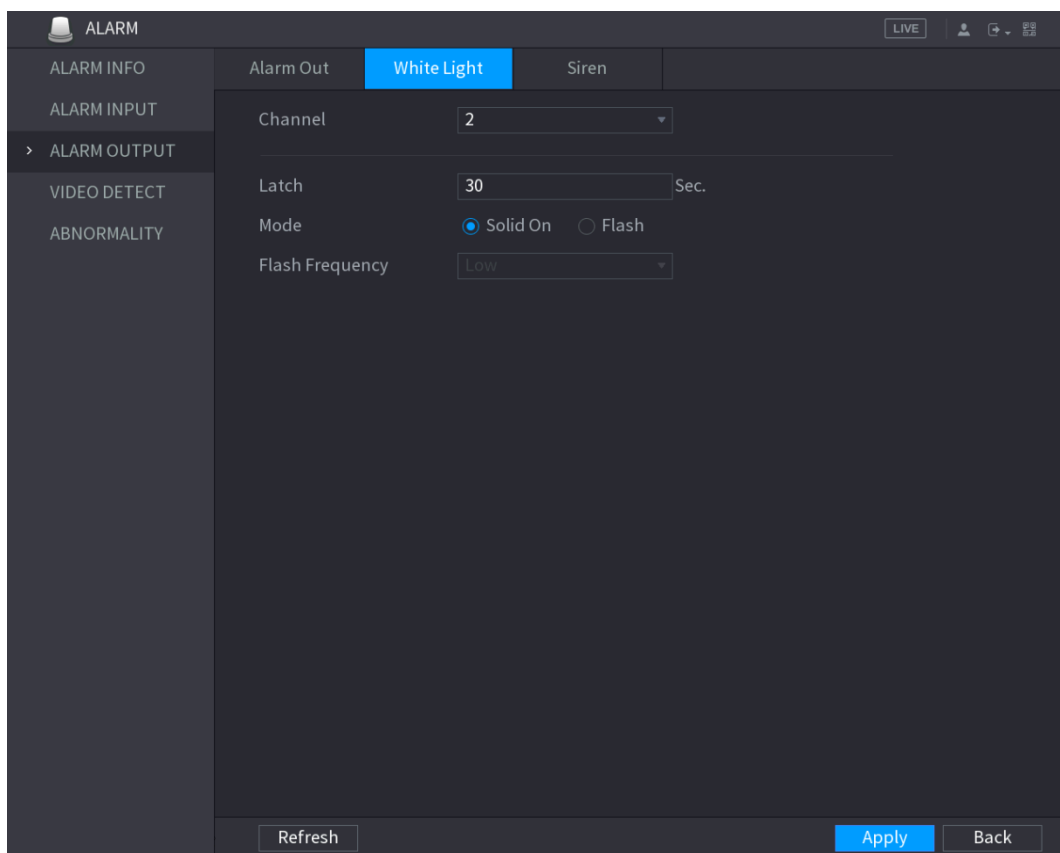 ALARM
LIVE
ALARM INFO
ALARM INPUT
> ALARM OUTPUT
VIDEO DETECT
ABNORMALITY
Alarm Out White Light Siren
Channel 2
Latch 30 Sec.
Mode Solid On Flash
Flash Frequency Low
Refresh Apply Back